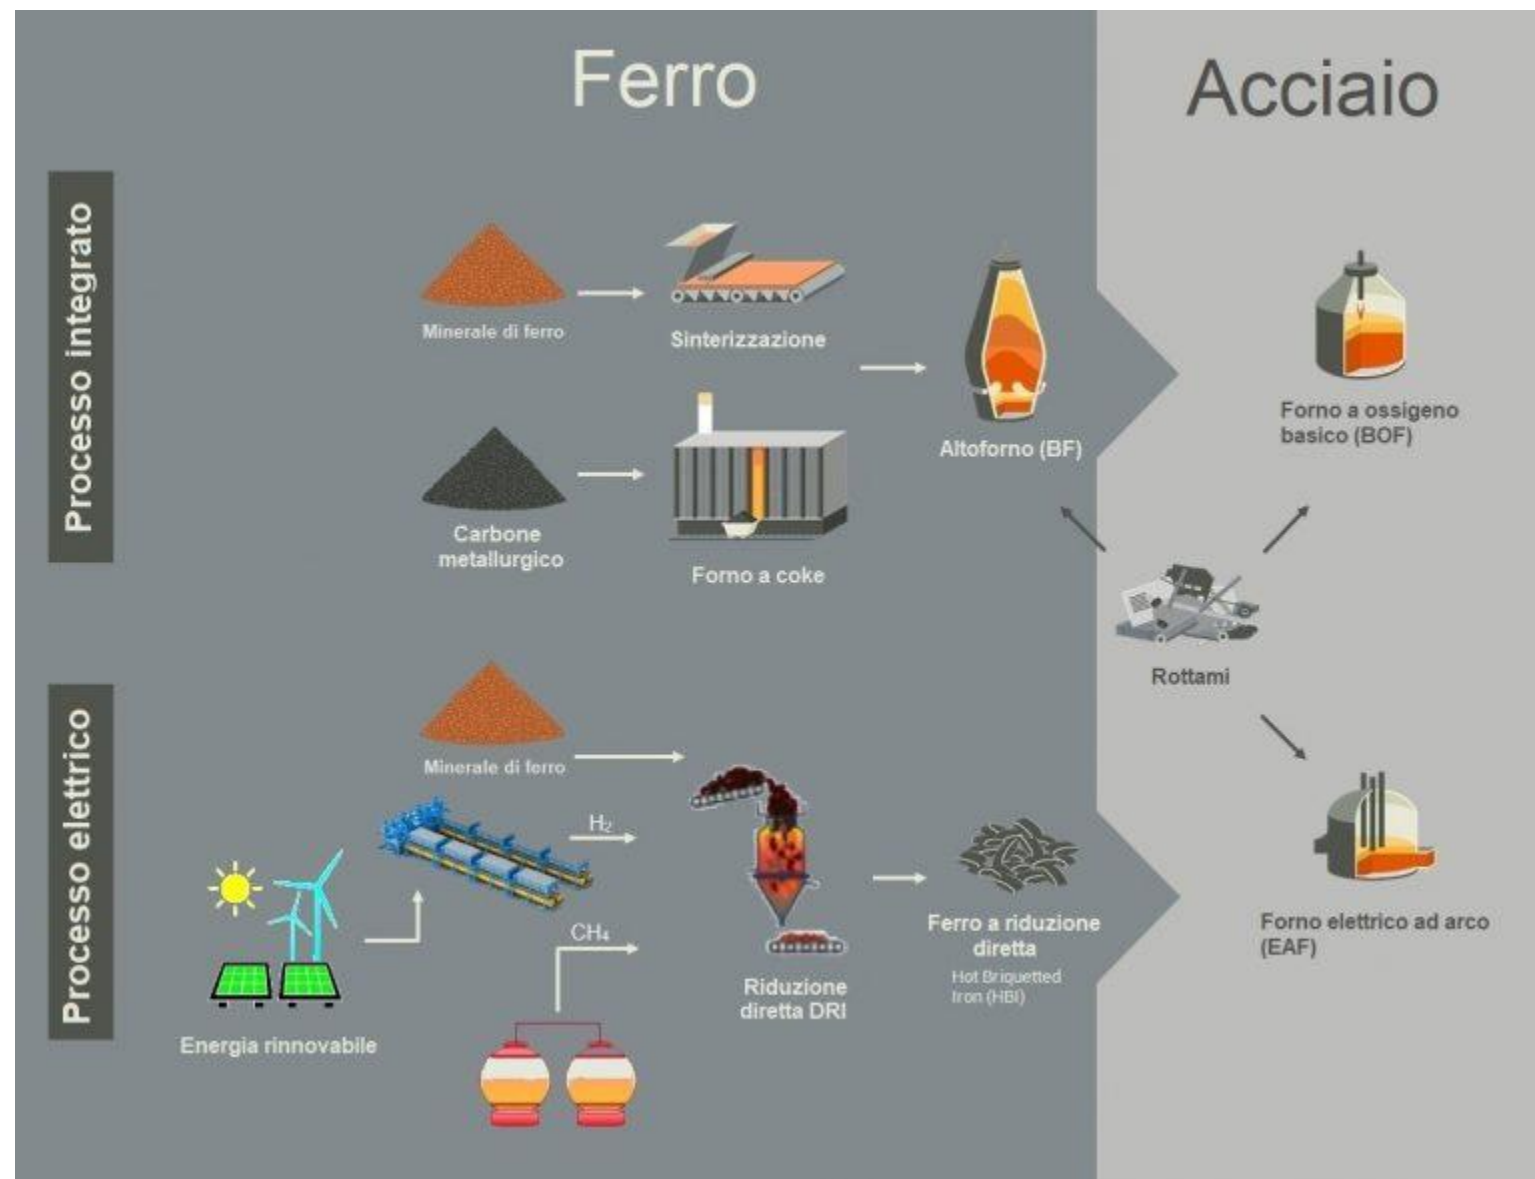 Ferro
Acciaio
Processo integrato
Minerale di ferro
Sinterizzazione
Carbone
metallurgico
Forno a coke
Altoforno (BF)
Forno a ossigeno
basico (BOF)
Rottami
Processo elettrico
Minerale di ferro
H₂
CH₄
Energia rinnovabile
Riduzione
diretta DRI
Ferro a riduzione
diretta
Hot Briquetted
Iron (HBI)
Forno elettrico ad arco
(EAF)